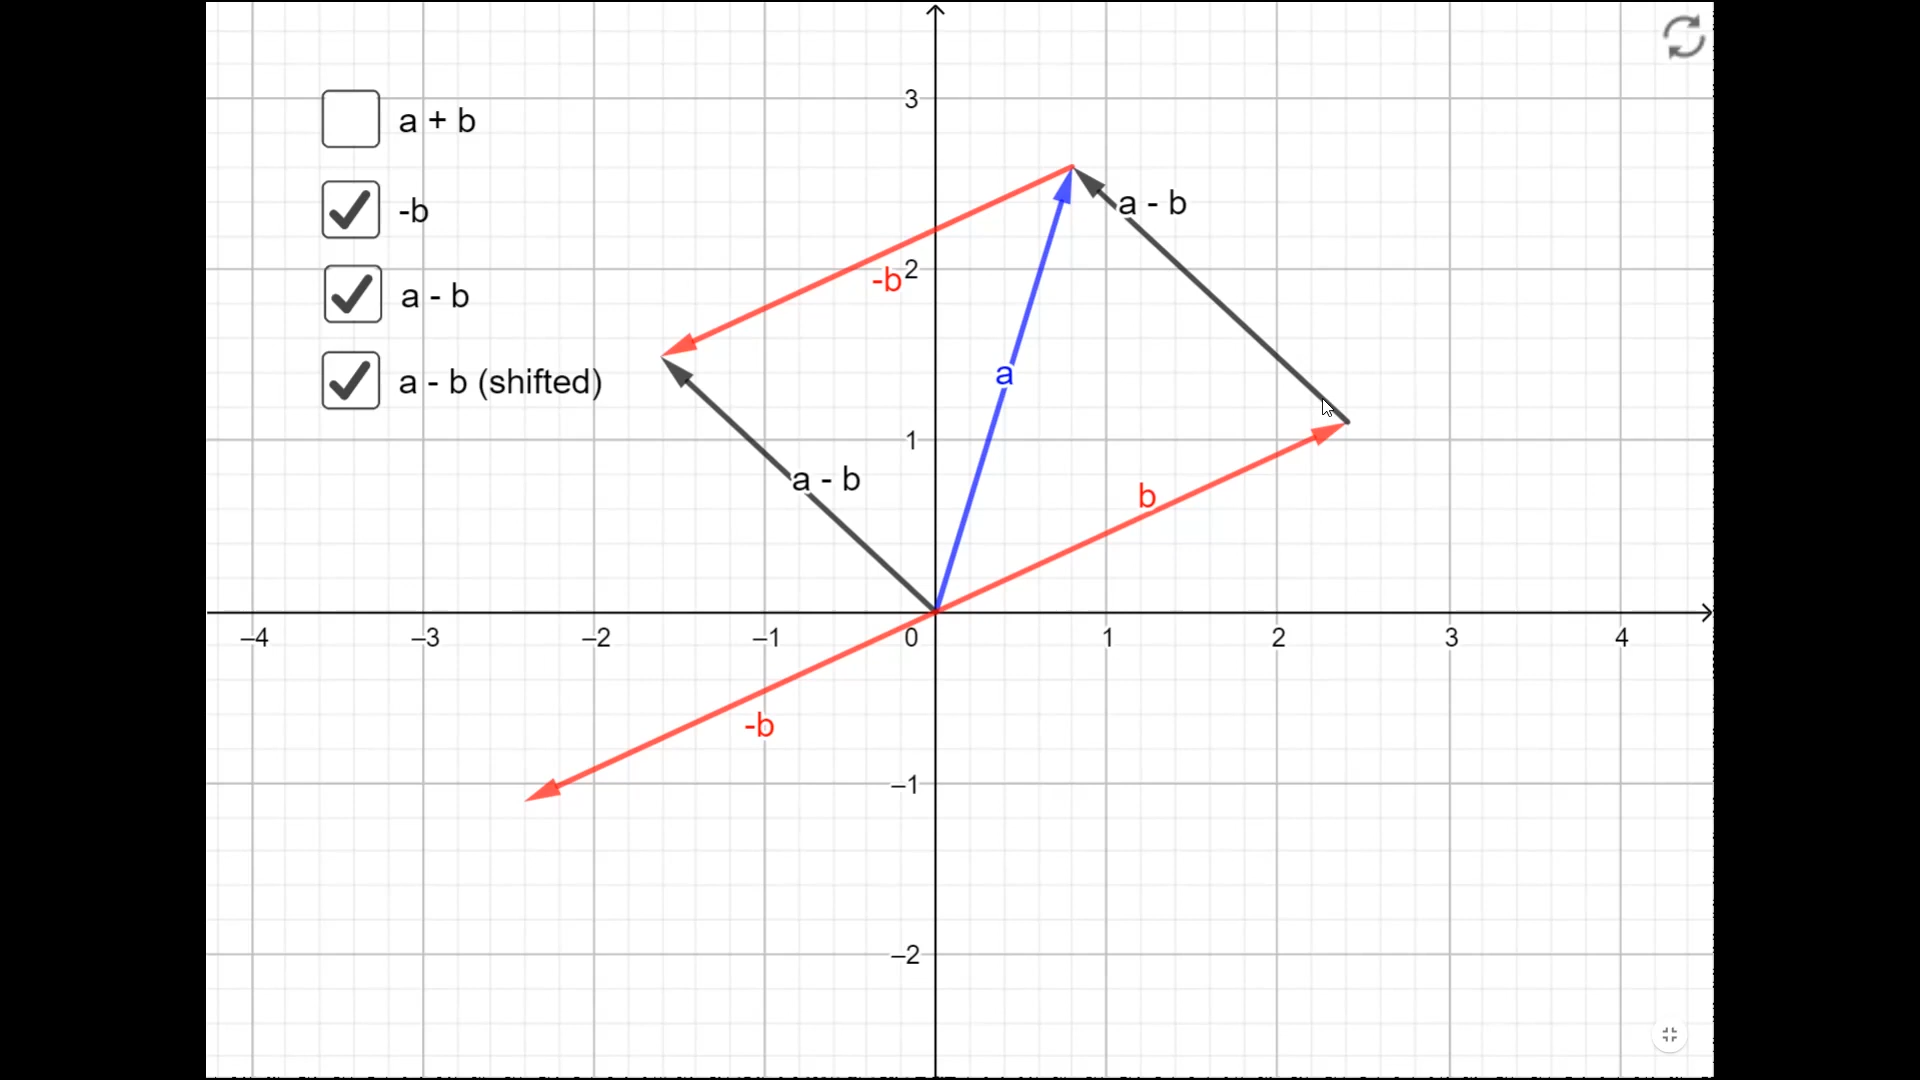 a + b
-b
a - b
a - b (shifted)
3
a - b
2
-b
a
1
a - b
b
–4
–3
–2
–1
0
1
2
3
4
-b
–1
–2